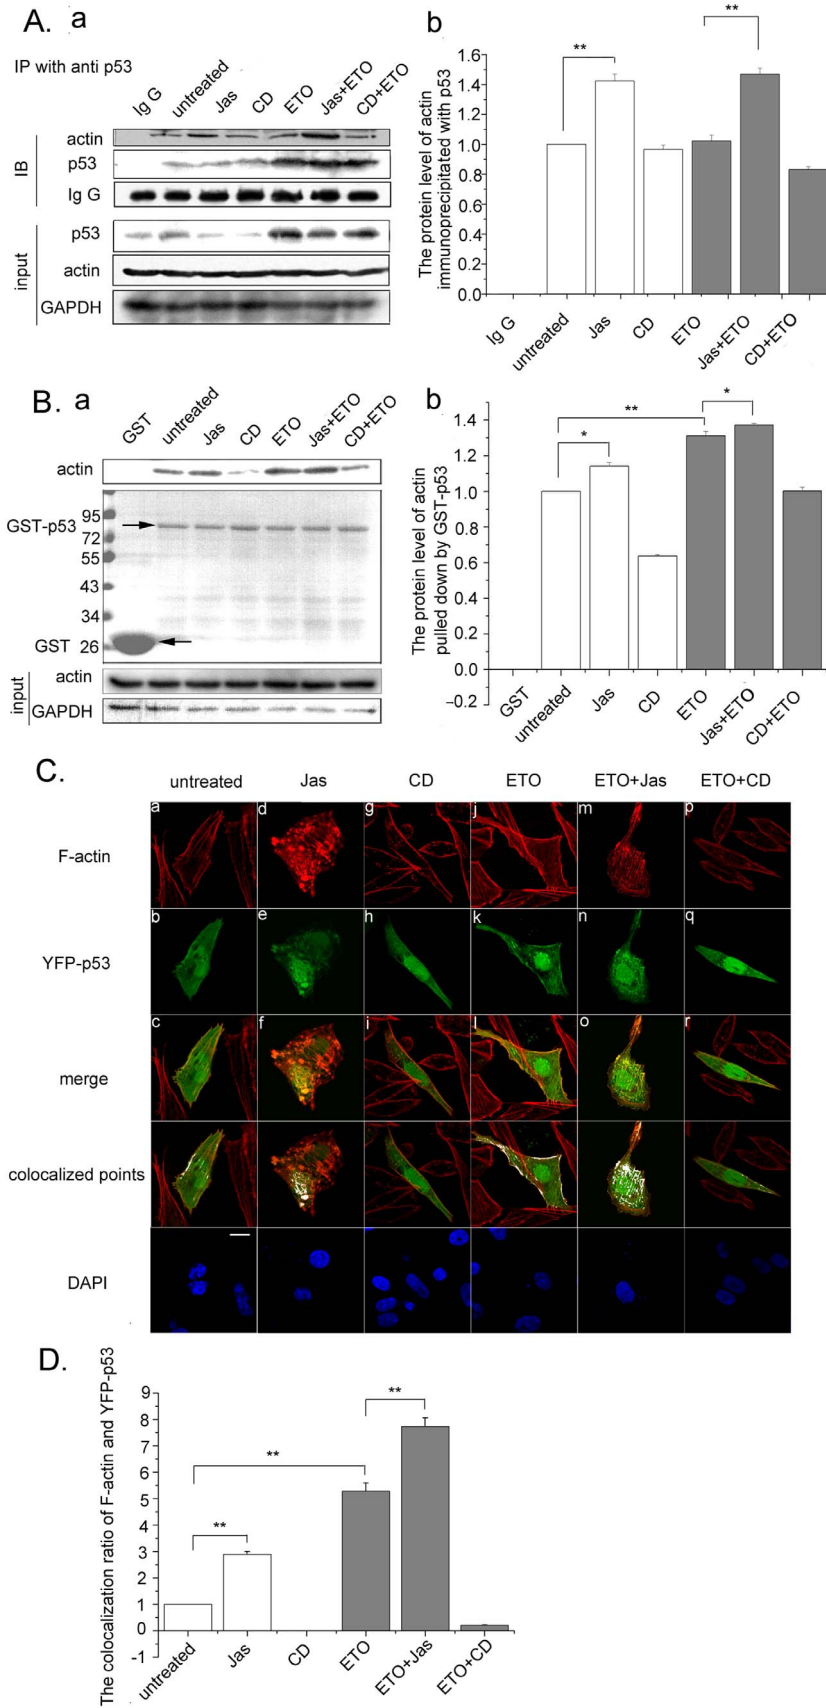 A. a
IP with anti p53
Ig G
untreated
Jas
CD
ETO
Jas+ETO
CD+ETO
IB
actin
p53
Ig G
input
p53
actin
GAPDH
b
The protein level of actin
immunoprecipitated with p53
1.6
1.4
1.2
1.0
0.8
0.6
0.4
0.2
0.0
**
**
Ig G
untreated
Jas
CD
ETO
Jas+ETO
CD+ETO
B. a
GST
untreated
Jas
CD
ETO
Jas+ETO
CD+ETO
actin
GST-p53
95
72
55
43
34
GST 26
input
actin
GAPDH
b
The protein level of actin
pulled down by GST-p53
1.4
1.2
1.0
0.8
0.6
0.4
0.2
0.0
−0.2
*
**
*
GST
untreated
Jas
CD
ETO
Jas+ETO
CD+ETO
C.
untreated Jas CD ETO ETO+Jas ETO+CD
F-actin
a d g j m p
YFP-p53
b e h k n q
merge
c f i l o r
colocalized points
DAPI
D.
The colocalization ratio of F-actin and YFP-p53
9
8
7
6
5
4
3
2
1
0
-1
**
**
**
untreated
Jas
CD
ETO
ETO+Jas
ETO+CD